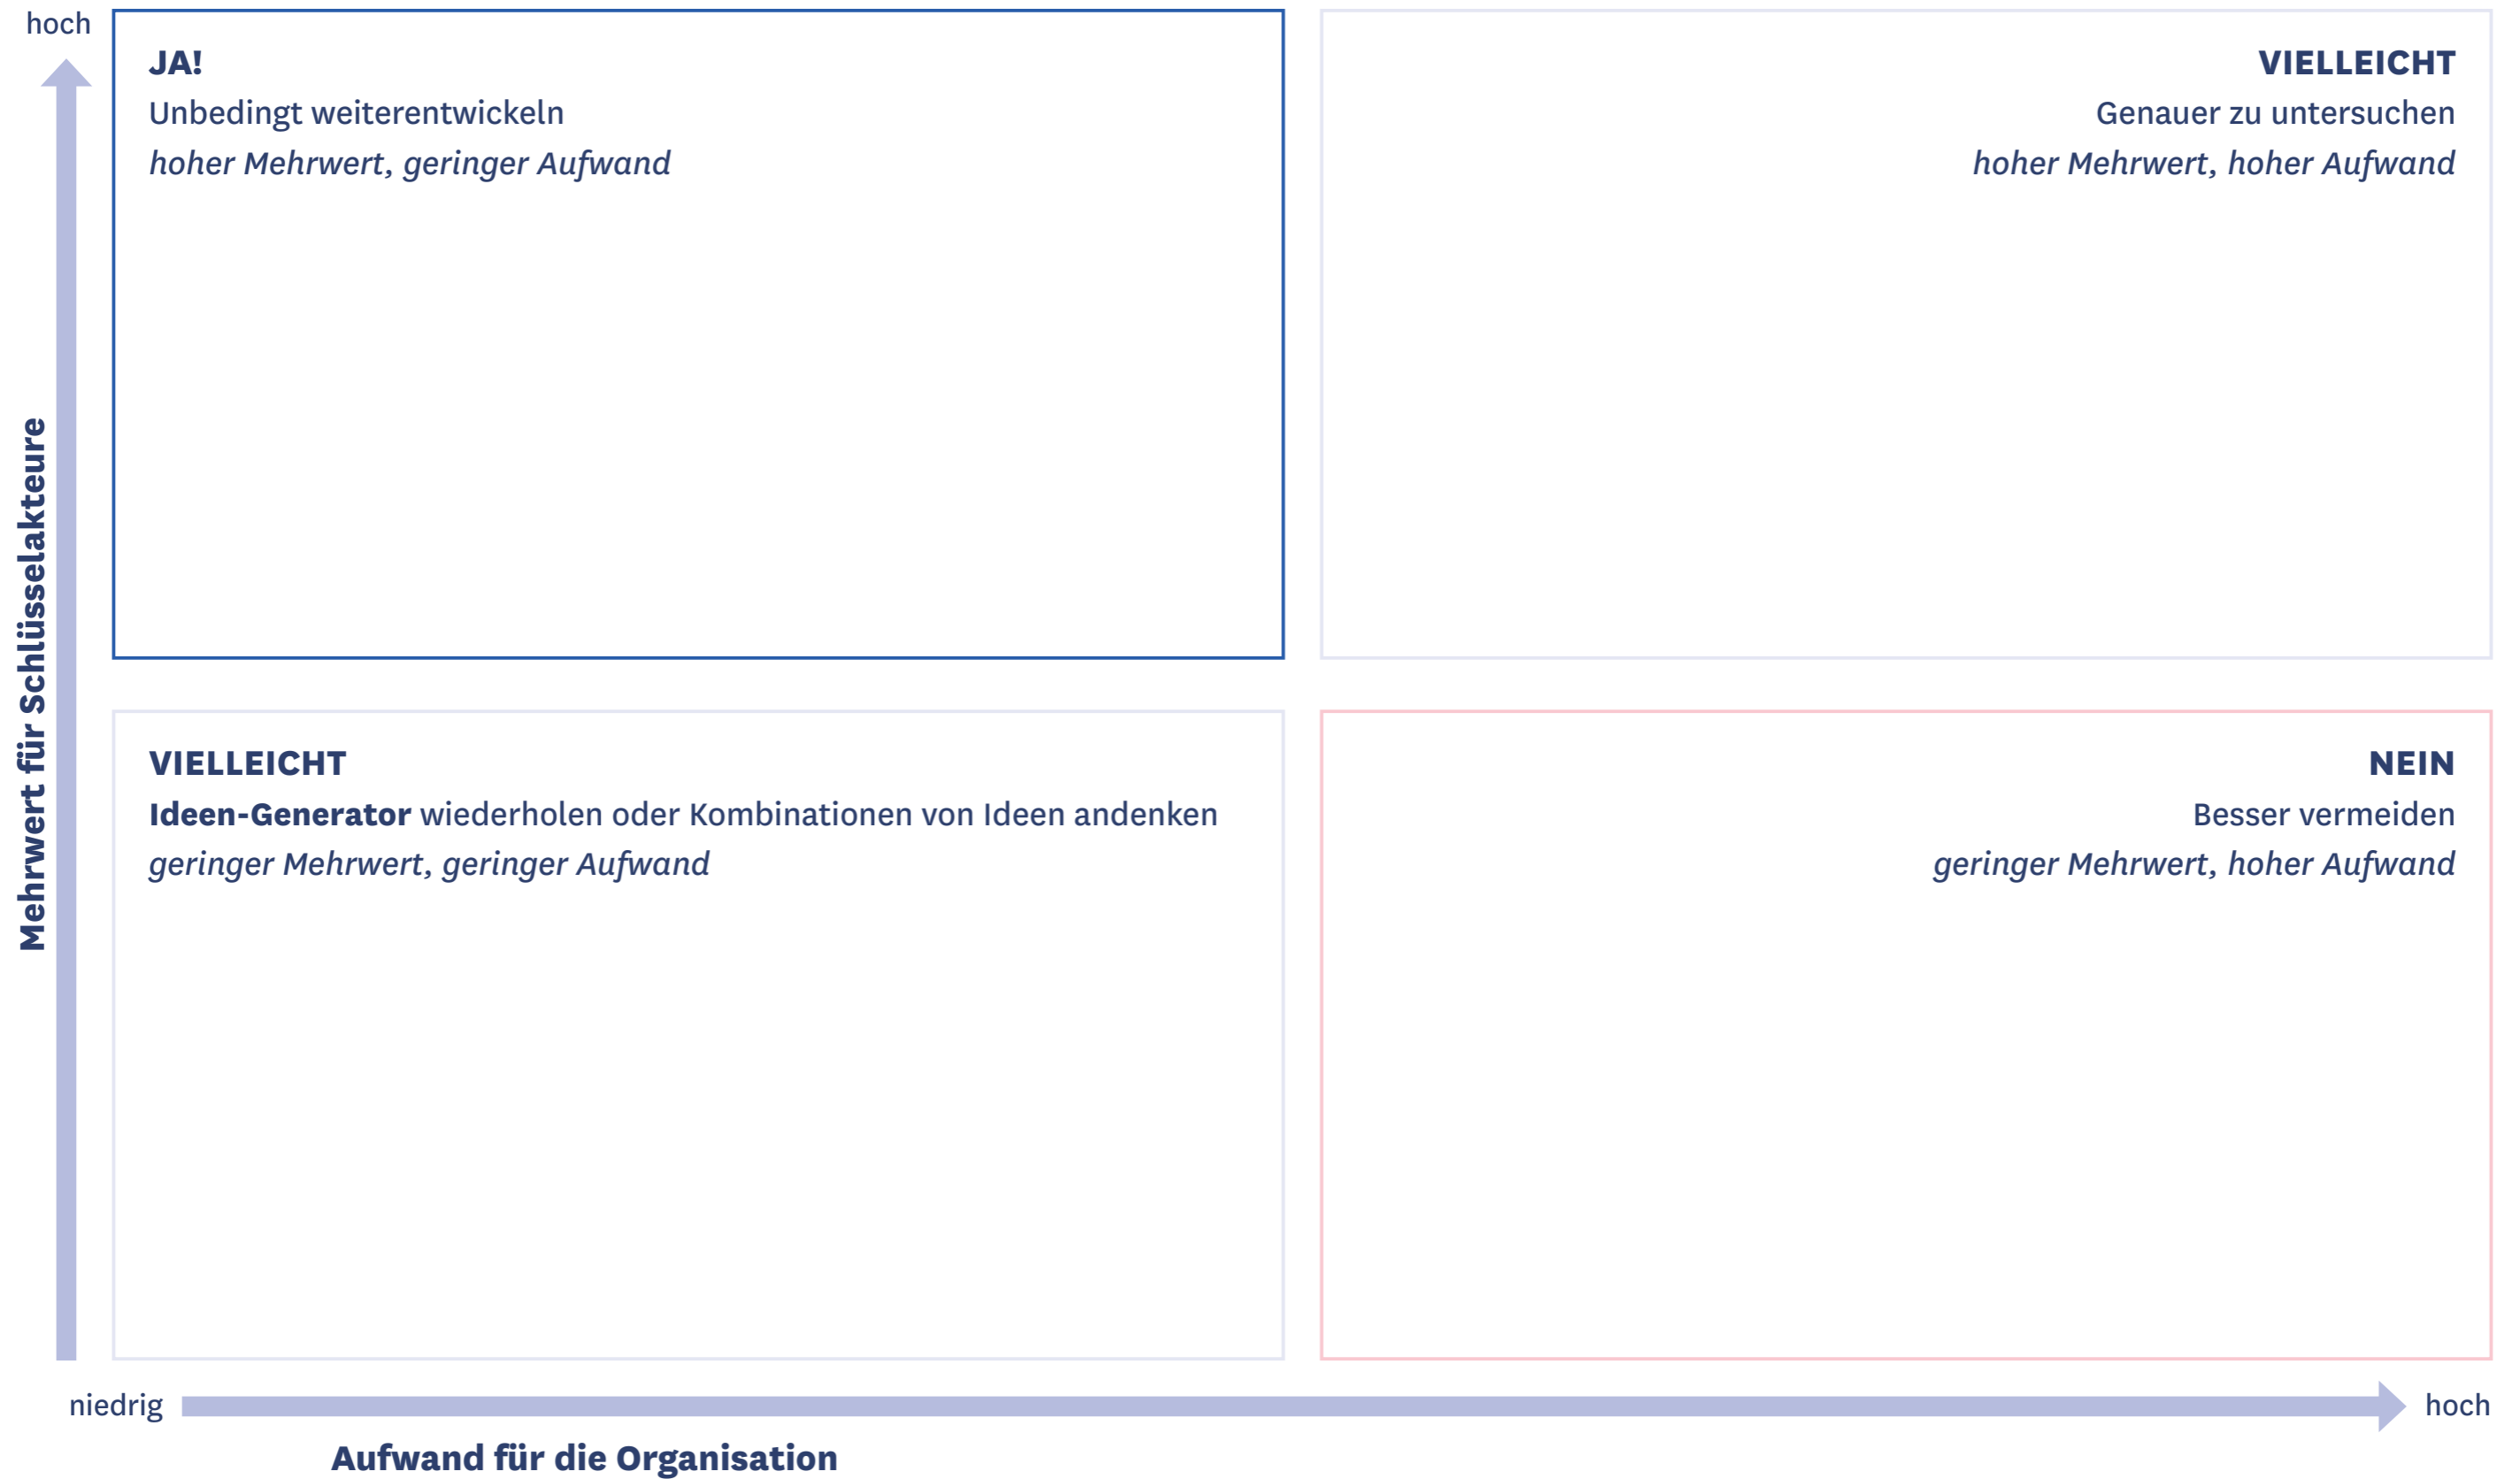 hoch
JA!
Unbedingt weiterentwickeln
hoher Mehrwert, geringer Aufwand
VIELLEICHT
Genauer zu untersuchen
hoher Mehrwert, hoher Aufwand
Mehrwert für Schlüsselakteure
VIELLEICHT
Ideen-Generator wiederholen oder Kombinationen von Ideen andenken
geringer Mehrwert, geringer Aufwand
NEIN
Besser vermeiden
geringer Mehrwert, hoher Aufwand
niedrig
hoch
Aufwand für die Organisation